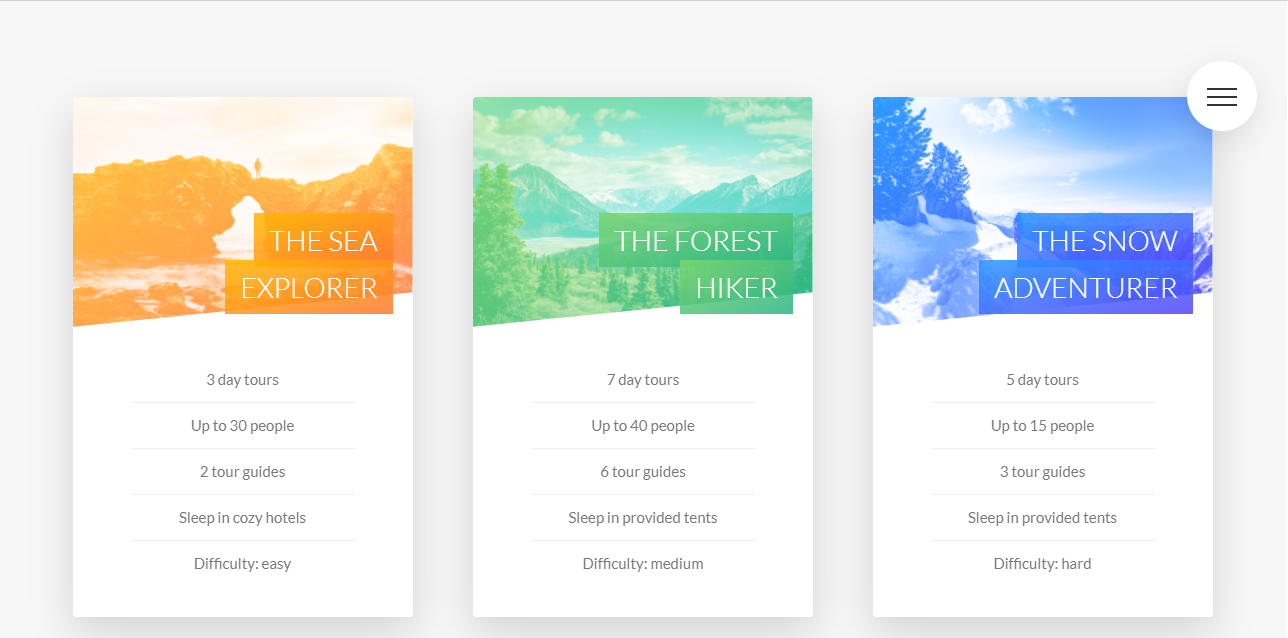 THE SEA
EXPLORER
3 day tours
Up to 30 people
2 tour guides
Sleep in cozy hotels
Difficulty: easy
THE FOREST
HIKER
7 day tours
Up to 40 people
6 tour guides
Sleep in provided tents
Difficulty: medium
THE SNOW
ADVENTURER
5 day tours
Up to 15 people
3 tour guides
Sleep in provided tents
Difficulty: hard